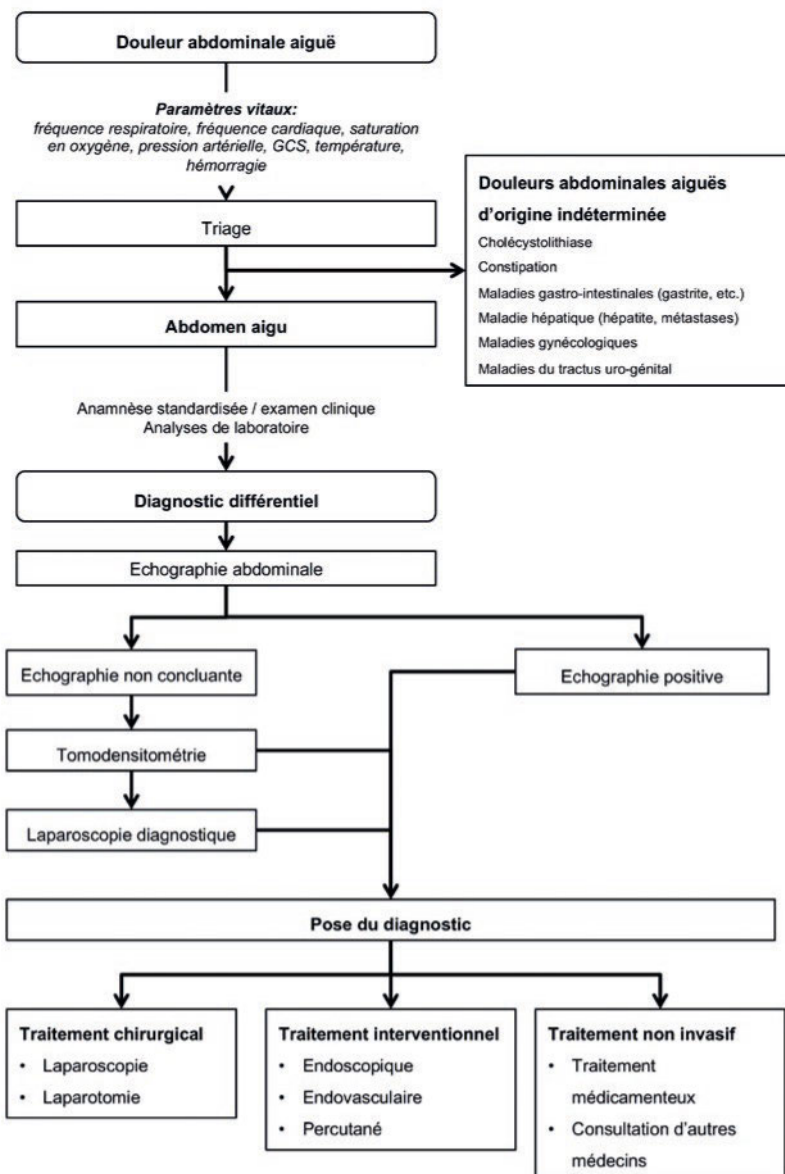 Douleur abdominale aiguë
Paramètres vitaux:
fréquence respiratoire, fréquence cardiaque, saturation
en oxygène, pression artérielle, GCS, température,
hémorragie
Triage
Douleurs abdominales aiguës
d'origine indéterminée
Cholécystolithiase
Constipation
Maladies gastro-intestinales (gastrite, etc.)
Maladie hépatique (hépatite, métastases)
Maladies gynécologiques
Maladies du tractus uro-génital
Abdomen aigu
Anamnèse standardisée / examen clinique
Analyses de laboratoire
Diagnostic différentiel
Echographie abdominale
Echographie non concluante
Echographie positive
Tomodensitométrie
Laparoscopie diagnostique
Pose du diagnostic
Traitement chirurgical
• Laparoscopie
• Laparotomie
Traitement interventionnel
• Endoscopique
• Endovasculaire
• Percutané
Traitement non invasif
• Traitement
médicamenteux
• Consultation d'autres
médecins